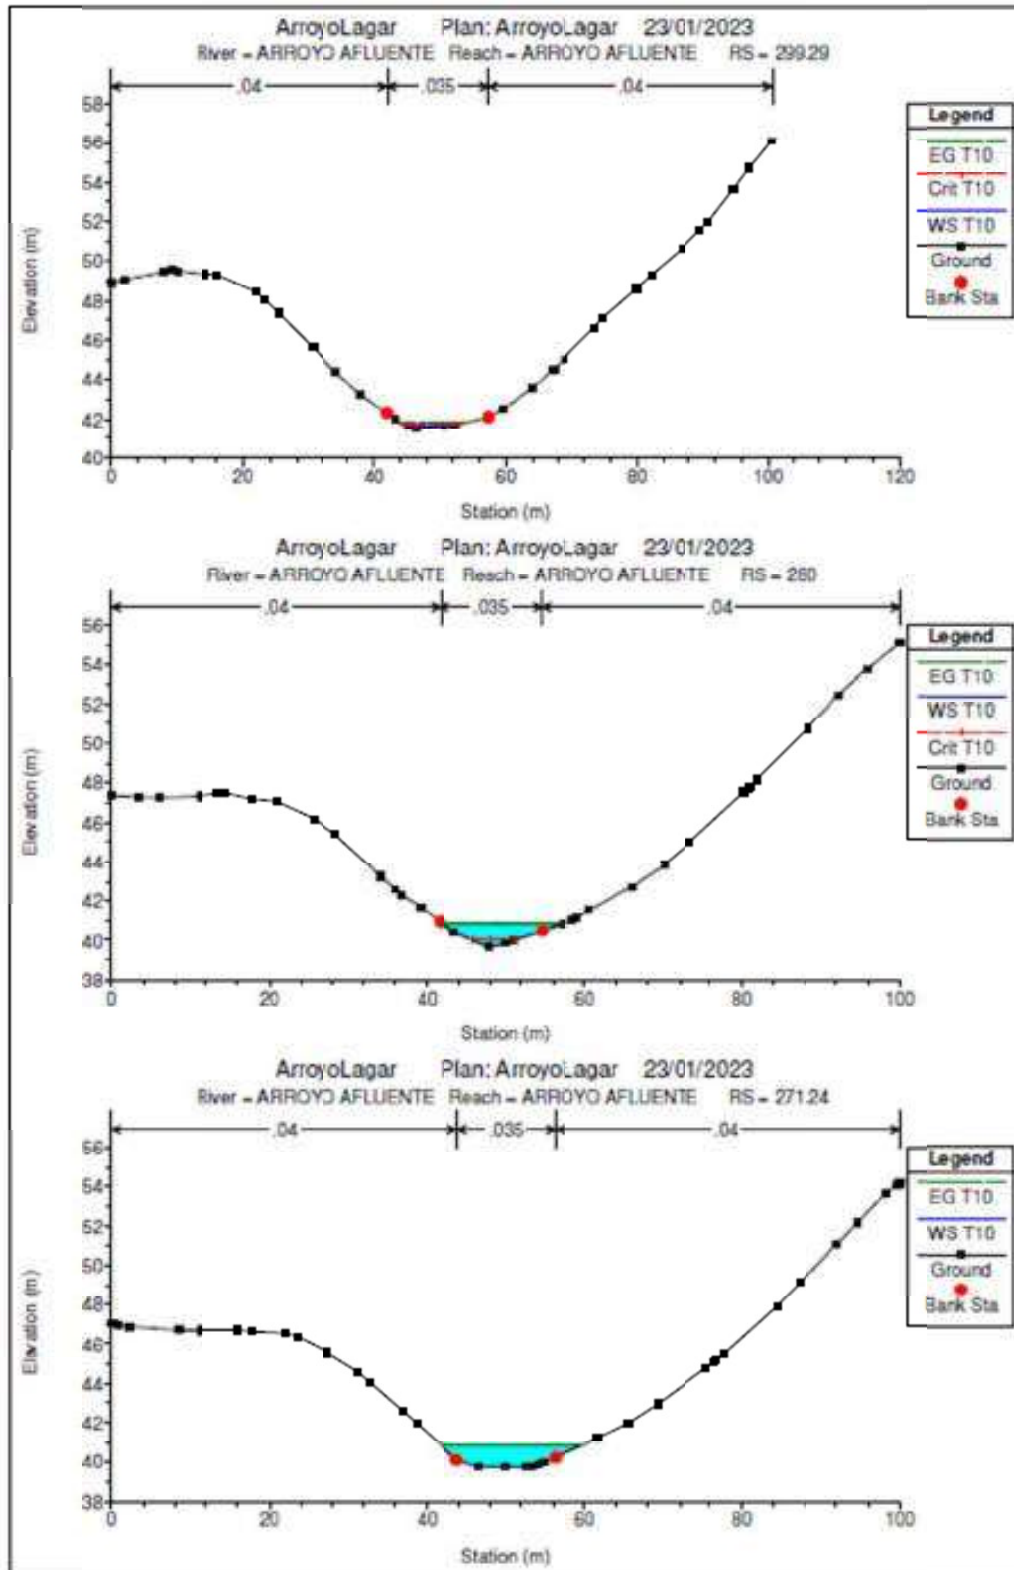 ArroyoLagar Plan: ArroyoLagar 23/01/2023
River = ARROYO AFLUENTE Reach = ARROYO AFLUENTE RS = 299.29
.04 .035 .04
Legend
EG T10
Crit T10
WS T10
Ground
Bank Sta
58
56
54
52
50
48
46
44
42
40
Elevation (m)
0 20 40 60 80 100 120
Station (m)
ArroyoLagar Plan: ArroyoLagar 23/01/2023
River = ARROYO AFLUENTE Reach = ARROYO AFLUENTE RS = 280
.04 .035 .04
Legend
EG T10
WS T10
Crit T10
Ground
Bank Sta
56
54
52
50
48
46
44
42
40
38
Elevation (m)
0 20 40 60 80 100
Station (m)
ArroyoLagar Plan: ArroyoLagar 23/01/2023
River = ARROYO AFLUENTE Reach = ARROYO AFLUENTE RS = 271.24
.04 .035 .04
Legend
EG T10
WS T10
Ground
Bank Sta
56
54
52
50
48
46
44
42
40
38
Elevation (m)
0 20 40 60 80 100
Station (m)